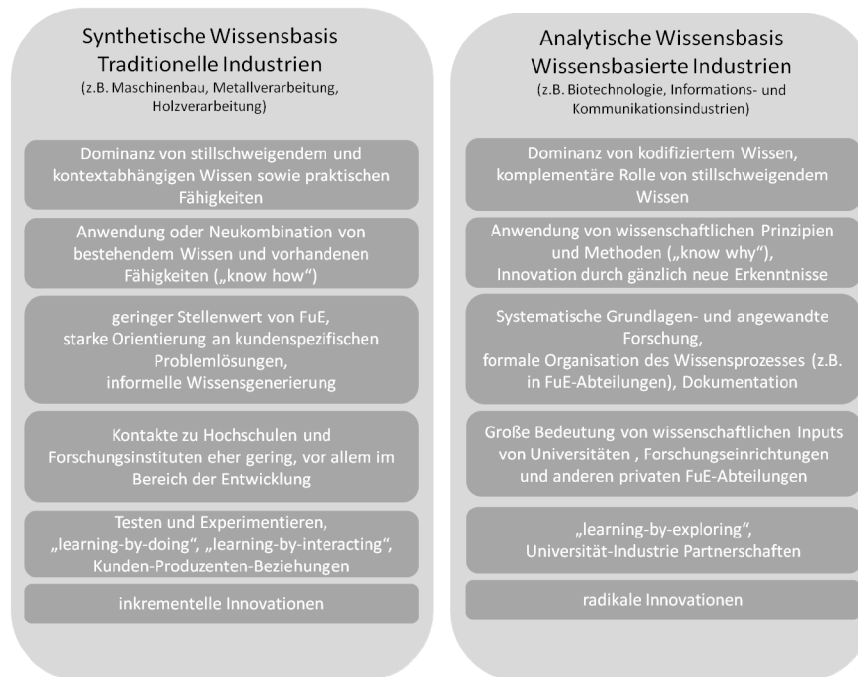 Synthetische Wissensbasis
Traditionelle Industrien
(z.B. Maschinenbau, Metallverarbeitung,
Holzverarbeitung)
Dominanz von stillschweigendem und
kontextabhängigen Wissen sowie praktischen
Fähigkeiten
Anwendung oder Neukombination von
bestehendem Wissen und vorhandenen
Fähigkeiten („know how“)
geringer Stellenwert von FuE,
starke Orientierung an kundenspezifischen
Problemlösungen,
informelle Wissensgenerierung
Kontakte zu Hochschulen und
Forschungsinstituten eher gering, vor allem im
Bereich der Entwicklung
Testen und Experimentieren,
„learning-by-doing“, „learning-by-interacting“,
Kunden-Produzenten-Beziehungen
inkrementelle Innovationen
Analytische Wissensbasis
Wissensbasierte Industrien
(z.B. Biotechnologie, Informations- und
Kommunikationsindustrien)
Dominanz von kodifiziertem Wissen,
komplementäre Rolle von stillschweigendem
Wissen
Anwendung von wissenschaftlichen Prinzipien
und Methoden („know why“),
Innovation durch gänzlich neue Erkenntnisse
Systematische Grundlagen- und angewandte
Forschung,
formale Organisation des Wissensprozesses (z.B.
in FuE-Abteilungen), Dokumentation
Große Bedeutung von wissenschaftlichen Inputs
von Universitäten , Forschungseinrichtungen
und anderen privaten FuE-Abteilungen
„learning-by-exploring“,
Universität-Industrie Partnerschaften
radikale Innovationen